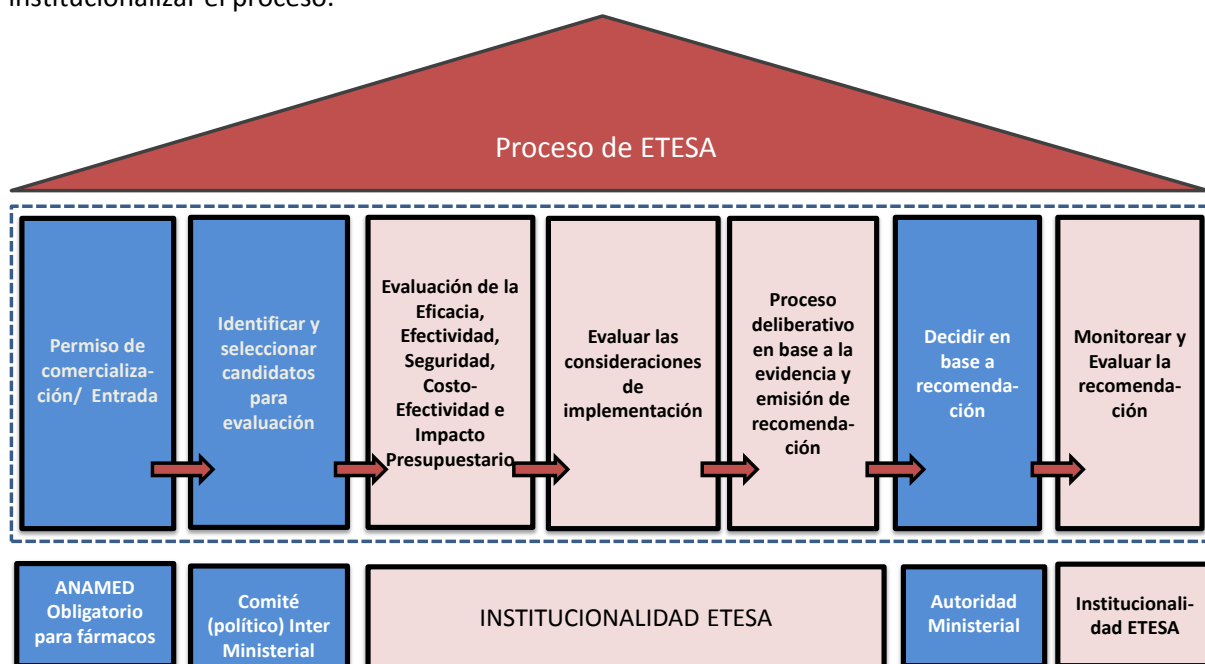 institucionalizar el proceso.
Proceso de ETESA
Permiso de
comercializa-
ción/ Entrada
Identificar y
seleccionar
candidatos
para
evaluación
Evaluación de la
Eficacia,
Efectividad,
Seguridad,
Costo-
Efectividad e
Impacto
Presupuestario
Evaluar las
consideraciones
de
implementación
Proceso
deliberativo
en base a la
evidencia y
emisión de
recomenda-
ción
Decidir en
base a
recomenda-
ción
Monitorear y
Evaluar la
recomenda-
ción
ANAMED
Obligatorio
para fármacos
Comité
(político) Inter
Ministerial
INSTITUCIONALIDAD ETESA
Autoridad
Ministerial
Institucionali-
dad ETESA